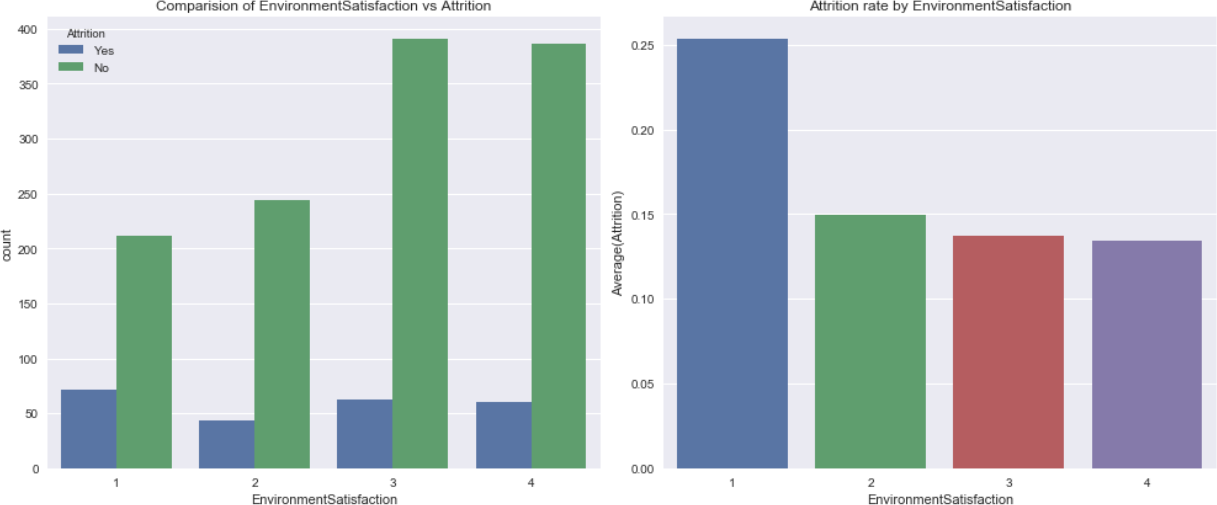 Comparision of EnvironmentSatisfaction vs Attrition
Attrition
Yes
No
400
350
300
250
200
150
100
50
0
count
1 2 3 4
EnvironmentSatisfaction
Attrition rate by EnvironmentSatisfaction
0.25
0.20
0.15
0.10
0.05
0.00
Average(Attrition)
1 2 3 4
EnvironmentSatisfaction